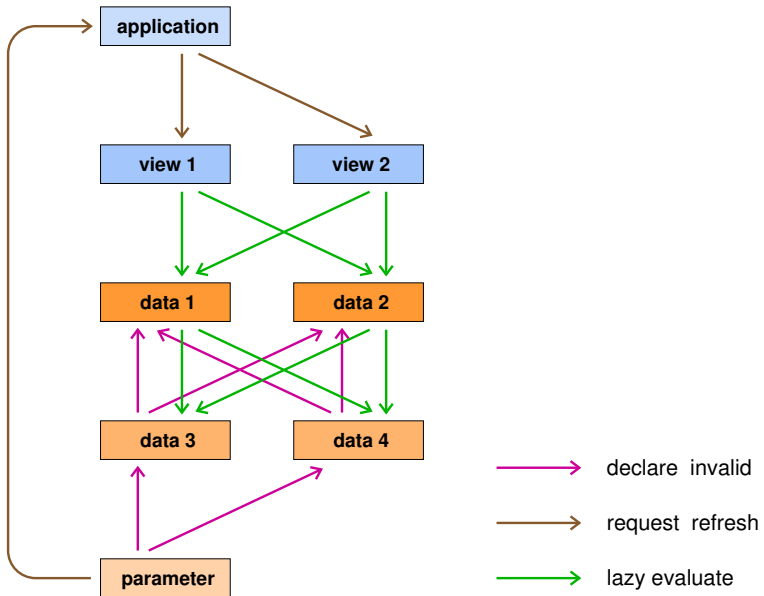 application
view 1
view 2
data 1
data 2
data 3
data 4
declare invalid
request refresh
parameter
lazy evaluate